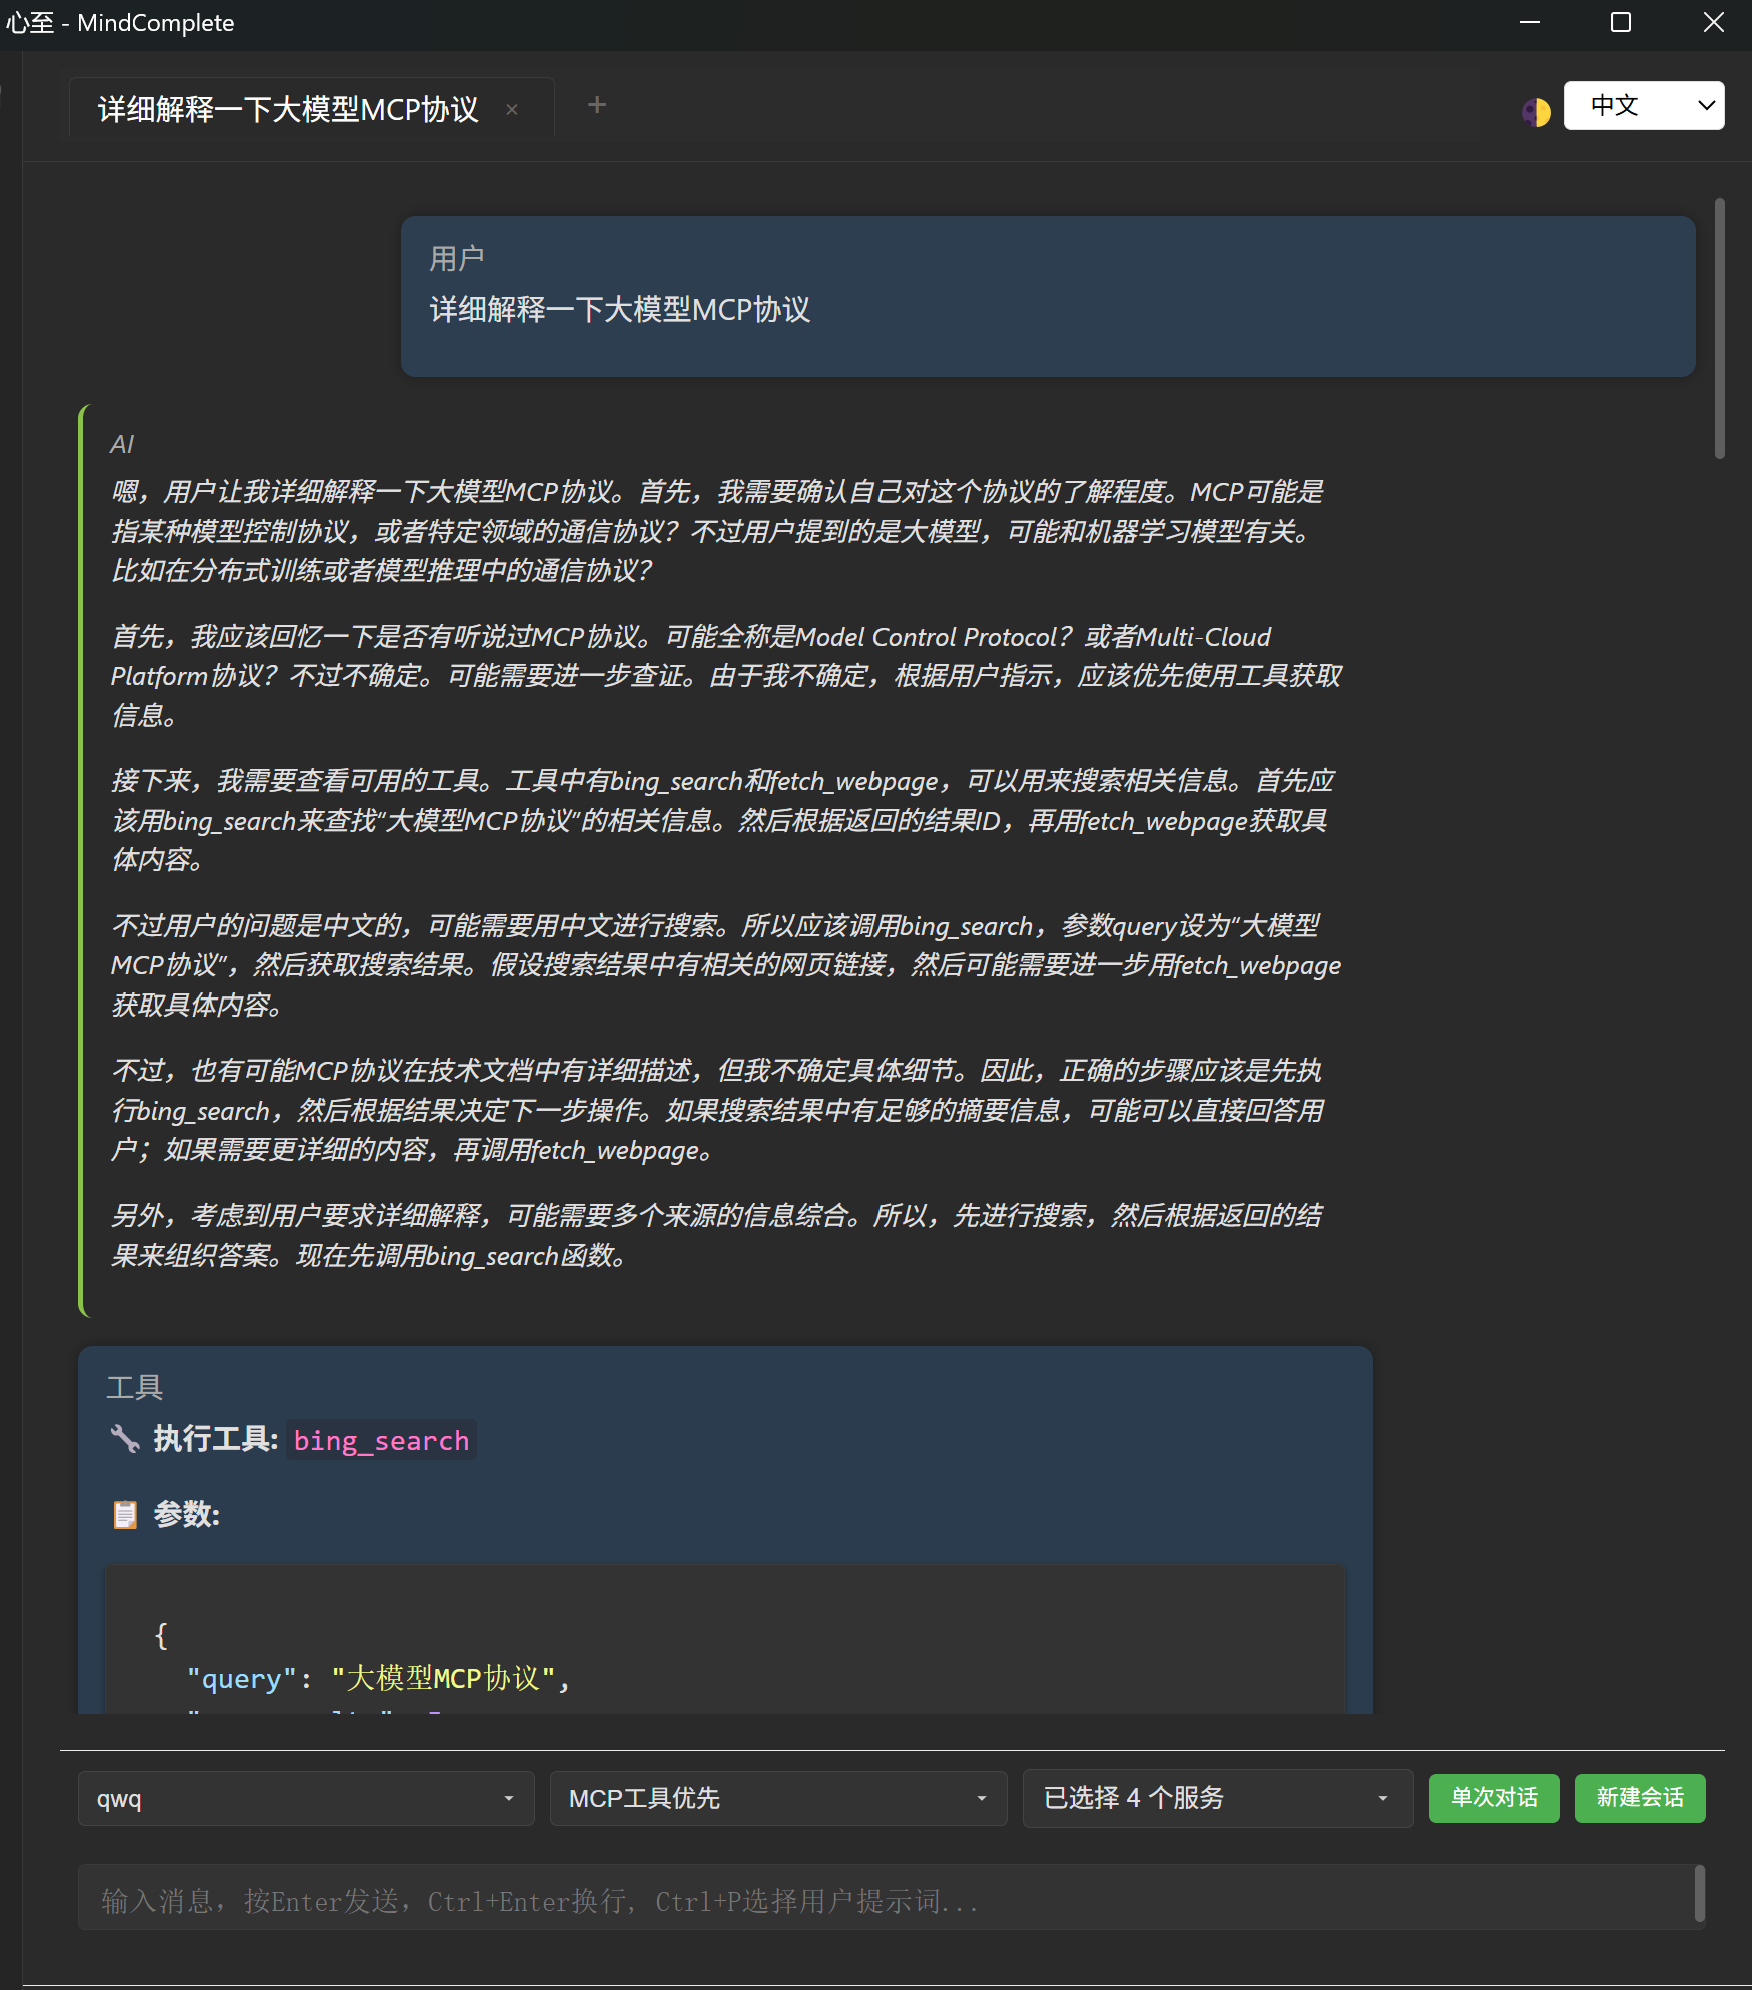 心至 - MindComplete
详细解释一下大模型MCP协议 × +
中文
用户
详细解释一下大模型MCP协议
AI
嗯，用户让我详细解释一下大模型MCP协议。首先，我需要确认自己对这个协议的了解程度。MCP可能是
指某种模型控制协议，或者特定领域的通信协议？不过用户提到的是大模型，可能和机器学习模型有关。
比如在分布式训练或者模型推理中的通信协议？
首先，我应该回忆一下是否有听说过MCP协议。可能全称是Model Control Protocol？或者Multi-Cloud
Platform协议？不过不确定。可能需要进一步查证。由于我不确定，根据用户指示，应该优先使用工具获取
信息。
接下来，我需要查看可用的工具。工具中有bing_search和fetch_webpage，可以用来搜索相关信息。首先应
该用bing_search来查找“大模型MCP协议”的相关信息。然后根据返回的结果ID，再用fetch_webpage获取具
体内容。
不过用户的问题是中文的，可能需要用中文进行搜索。所以应该调用bing_search，参数query设为“大模型
MCP协议”，然后获取搜索结果。假设搜索结果中有相关的网页链接，然后可能需要进一步用fetch_webpage
获取具体内容。
不过，也有可能MCP协议在技术文档中有详细描述，但我不确定具体细节。因此，正确的步骤应该是先执
行bing_search，然后根据结果决定下一步操作。如果搜索结果中有足够的摘要信息，可能可以直接回答用
户；如果需要更详细的内容，再调用fetch_webpage。
另外，考虑到用户要求详细解释，可能需要多个来源的信息综合。所以，先进行搜索，然后根据返回的结
果来组织答案。现在先调用bing_search函数。
工具
执行工具: bing_search
参数:
{
"query": "大模型MCP协议",
qwq
MCP工具优先
已选择 4 个服务
单次对话
新建会话
输入消息，按Enter发送，Ctrl+Enter换行，Ctrl+P选择用户提示词...